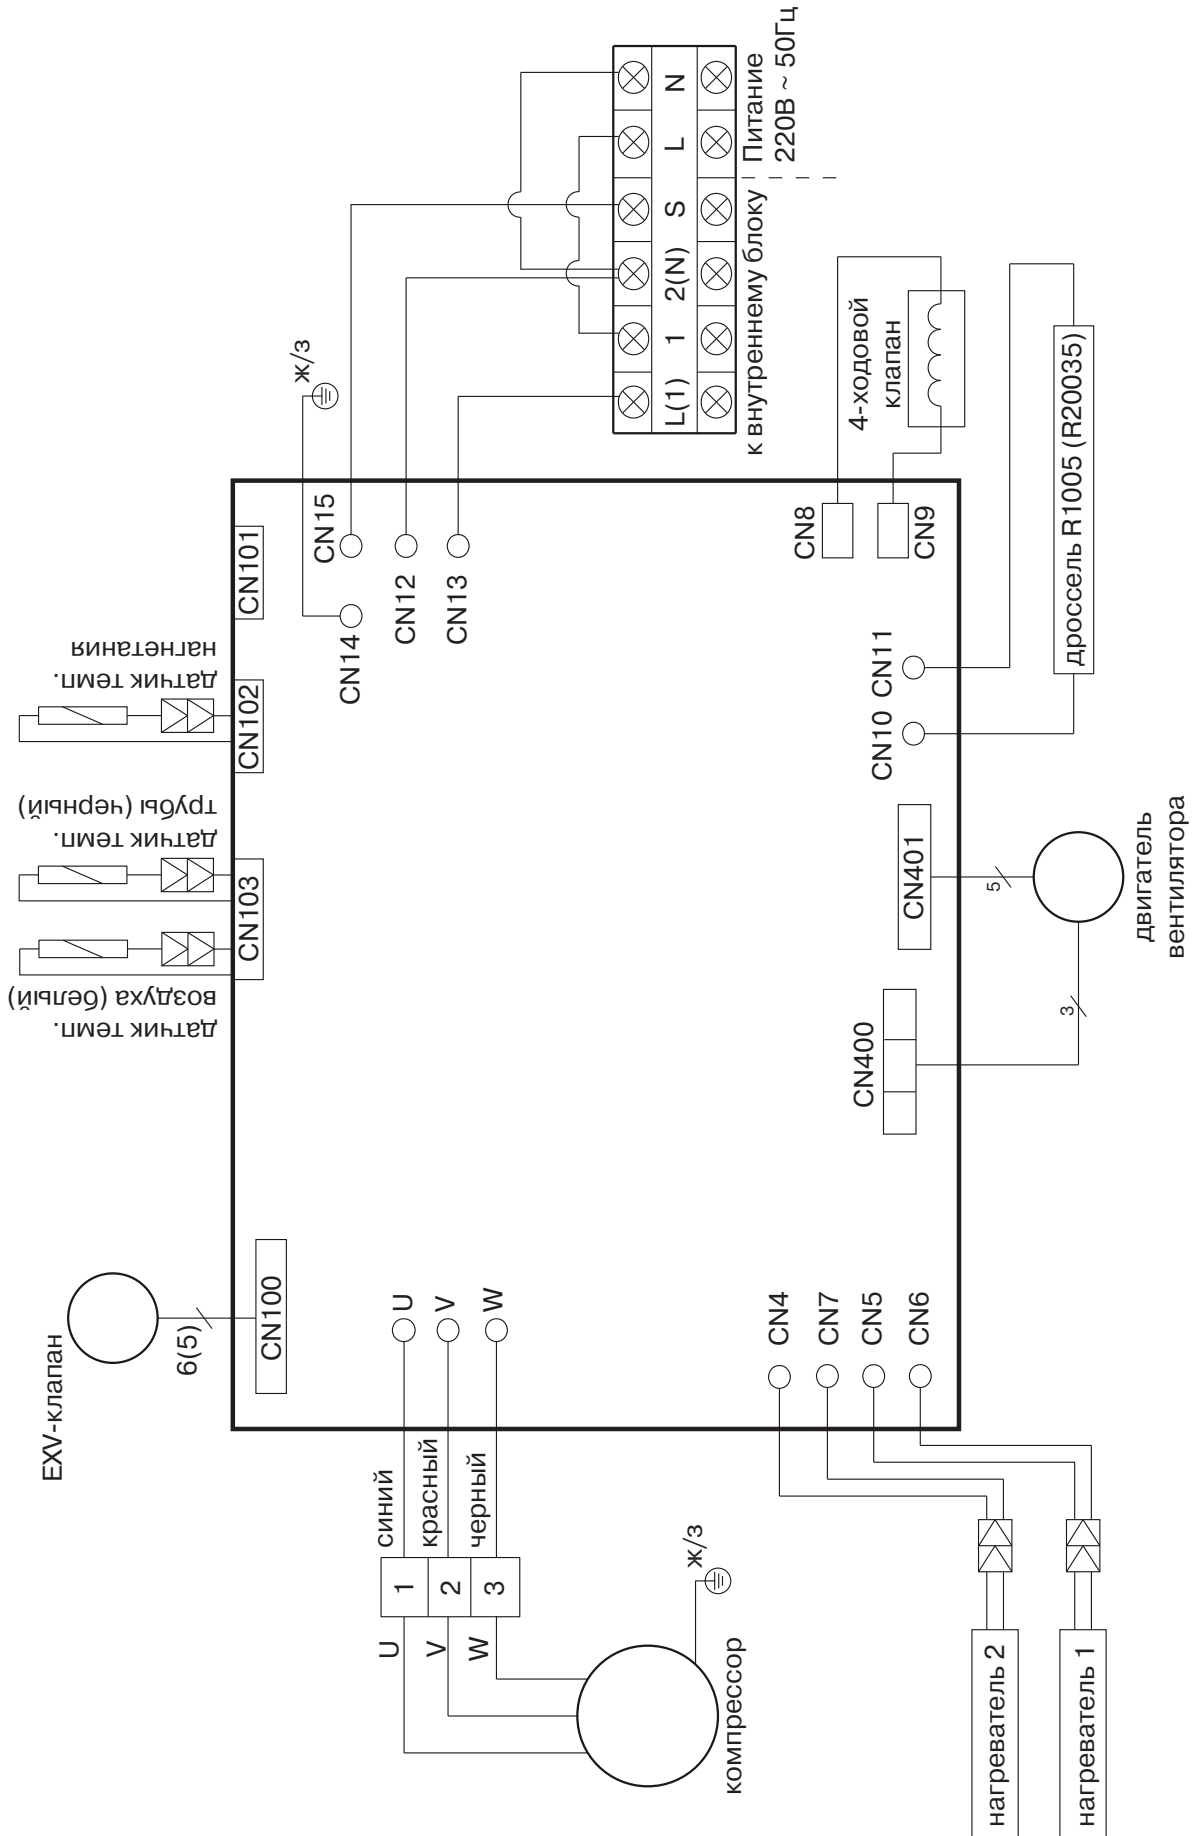 EXV-клапан
6(5)
CN100
датчик темп.
воздуха (белый)
датчик темп.
трубы (черный)
CN103
датчик темп.
нагнетания
CN102
CN101
ж/з
CN14
CN15
CN12
CN13
N
L
S
2(N)
1
L(1)
Питание
220В ~ 50Гц
к внутреннему блоку
CN8
CN9
4-ходовой
клапан
CN10
CN11
дроссель R1005 (R20035)
CN401
5
CN400
3
двигатель
вентилятора
U
V
W
синий
красный
черный
1
2
3
U
V
W
ж/з
компрессор
CN4
CN7
CN5
CN6
нагреватель 2
нагреватель 1